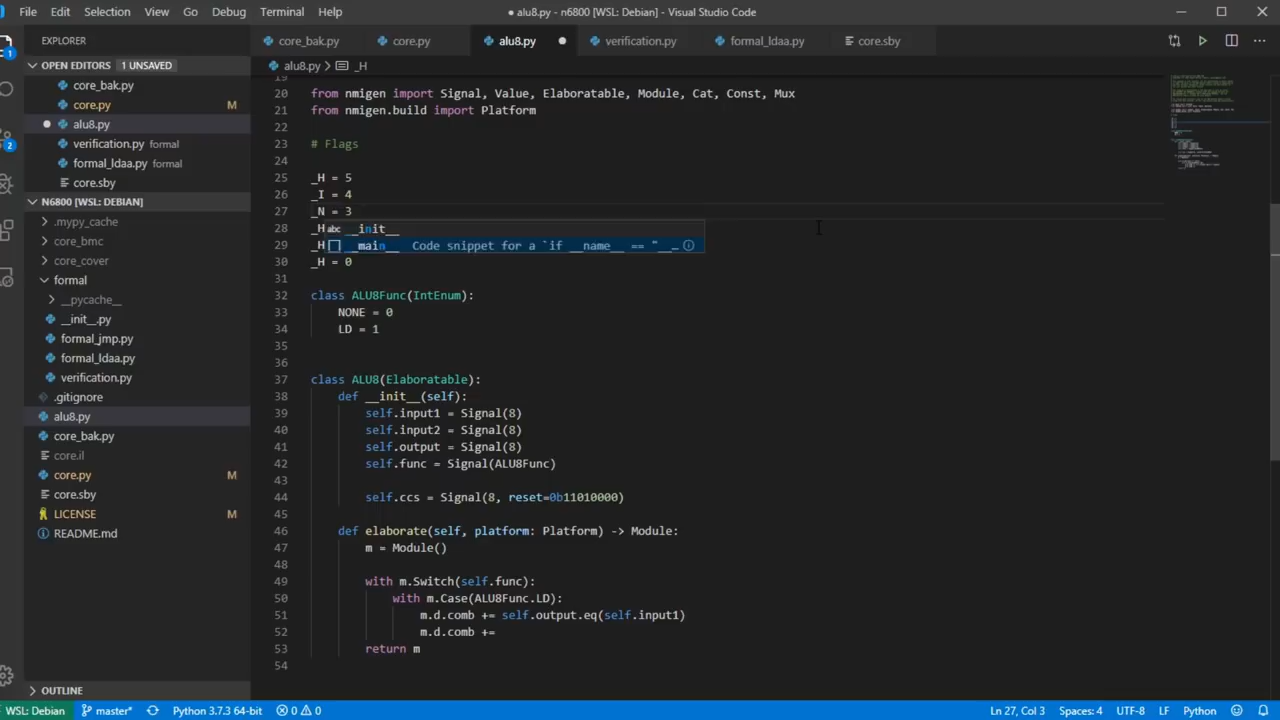 File Edit Selection View Go Debug Terminal Help
● alu8.py - n6800 [WSL: Debian] - Visual Studio Code
EXPLORER
core_bak.py core.py alu8.py verification.py formal_ldaa.py core.sby
OPEN EDITORS 1 UNSAVED
core_bak.py
core.py M
alu8.py
verification.py formal
formal_ldaa.py formal
core.sby
N6800 [WSL: DEBIAN]
.mypy_cache
core_bmc
core_cover
formal
__pycache__
__init__.py
formal_jmp.py
formal_ldaa.py
verification.py
.gitignore
alu8.py
core_bak.py
core.il
core.py M
core.sby
LICENSE M
README.md
OUTLINE
1
2
alu8.py > _H
19
20 from nmigen import Signal, Value, Elaboratable, Module, Cat, Const, Mux
21 from nmigen.build import Platform
22
23 # Flags
24
25 _H = 5
26 _I = 4
27 _N = 3
28 _H abc __init__
29 _H __main__ Code snippet for a `if __name__ == "__…
30 _H = 0
31
32 class ALU8Func(IntEnum):
33 NONE = 0
34 LD = 1
35
36
37 class ALU8(Elaboratable):
38 def __init__(self):
39 self.input1 = Signal(8)
40 self.input2 = Signal(8)
41 self.output = Signal(8)
42 self.func = Signal(ALU8Func)
43
44 self.ccs = Signal(8, reset=0b11010000)
45
46 def elaborate(self, platform: Platform) -> Module:
47 m = Module()
48
49 with m.Switch(self.func):
50 with m.Case(ALU8Func.LD):
51 m.d.comb += self.output.eq(self.input1)
52 m.d.comb +=
53 return m
54
WSL: Debian master* Python 3.7.3 64-bit 0 0 Ln 27, Col 3 Spaces: 4 UTF-8 LF Python